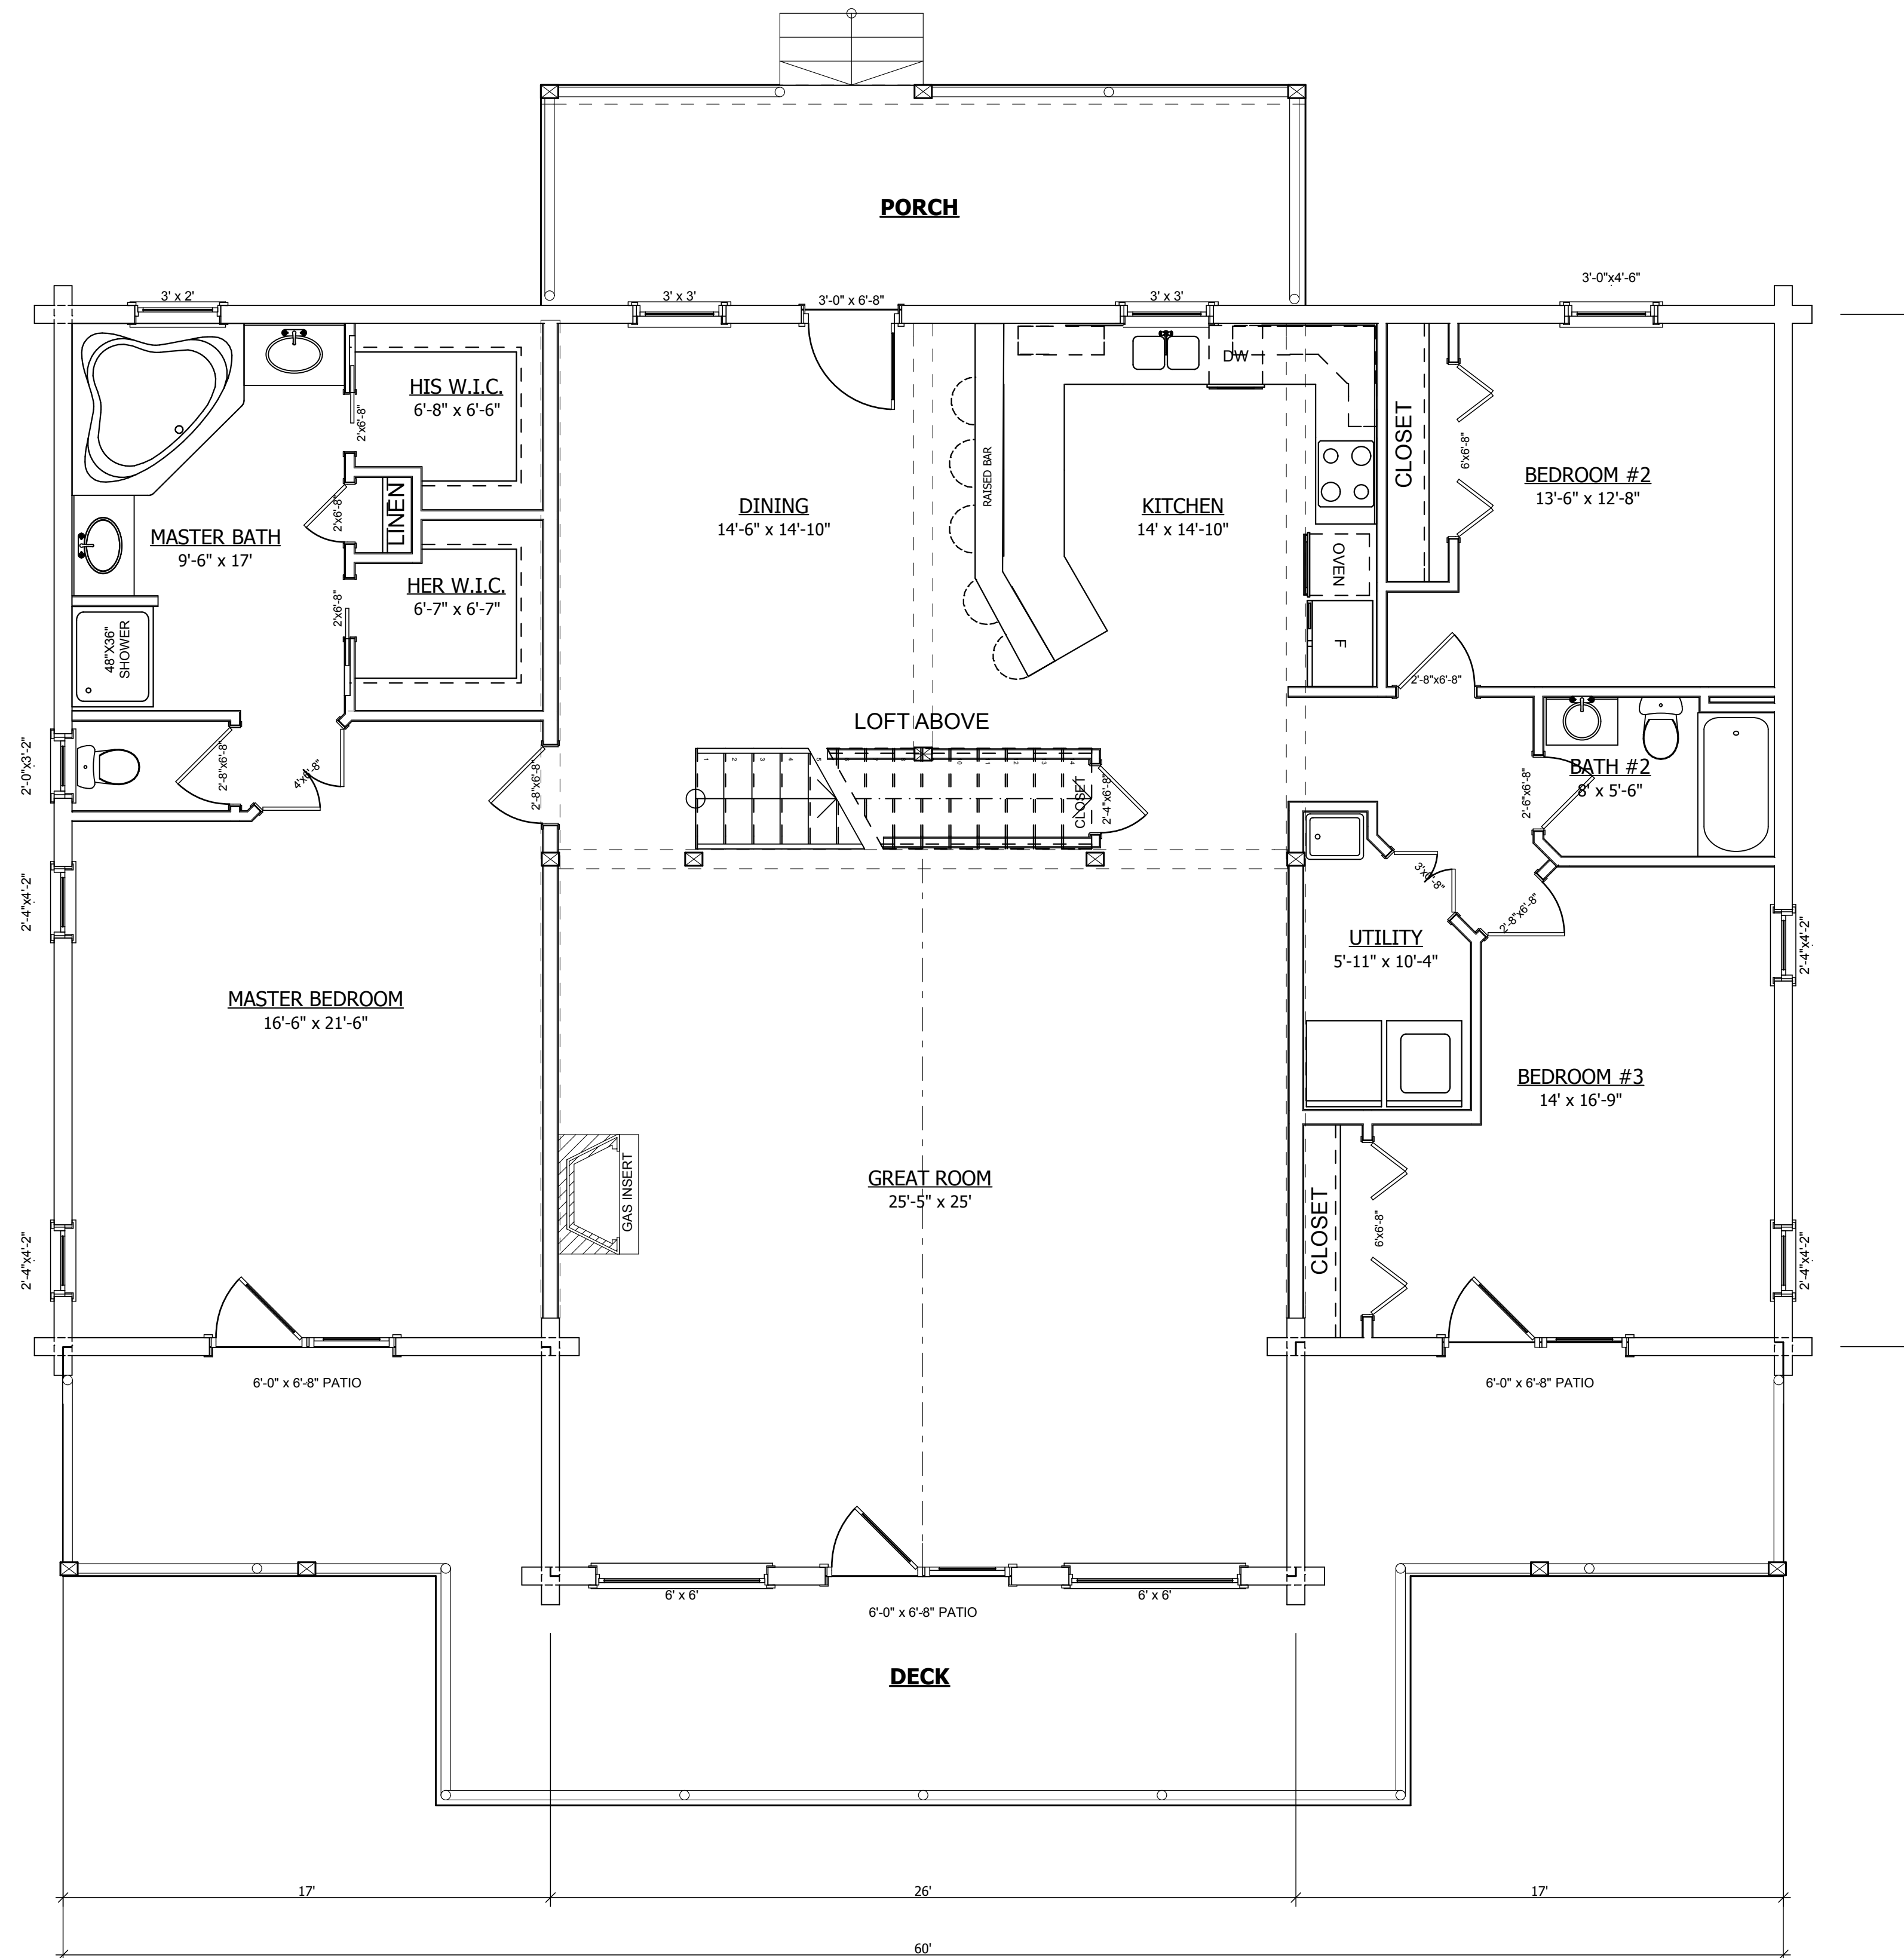 PORCH
3' x 2'
3' x 3'
3'-0" x 6'-8"
3' x 3'
3'-0"x4'-6"
DW
HIS W.I.C.
6'-8" x 6'-6"
2'x6'-8"
CLOSET
6'x6'-8"
BEDROOM #2
13'-6" x 12'-8"
LINEN
2'x6'-8"
RAISED BAR
DINING
14'-6" x 14'-10"
KITCHEN
14' x 14'-10"
MASTER BATH
9'-6" x 17'
OVEN
HER W.I.C.
6'-7" x 6'-7"
2'x6'-8"
48"X36"
SHOWER
F
2'-8"x6'-8"
LOFT ABOVE
2'-0"x3'-2"
2'-8"x6'-8"
4'x6'-8"
2'-8"x6'-8"
1
2
3
4
5
CLOSET
2'-4"x6'-8"
2'-6"x6'-8"
BATH #2
8' x 5'-6"
3'x6'-8"
2'-8"x6'-8"
2'-4"x4'-2"
2'-4"x4'-2"
UTILITY
5'-11" x 10'-4"
MASTER BEDROOM
16'-6" x 21'-6"
BEDROOM #3
14' x 16'-9"
GAS INSERT
GREAT ROOM
25'-5" x 25'
CLOSET
6'x6'-8"
2'-4"x4'-2"
2'-4"x4'-2"
6'-0" x 6'-8" PATIO
6'-0" x 6'-8" PATIO
6' x 6'
6'-0" x 6'-8" PATIO
6' x 6'
DECK
17'
26'
17'
60'